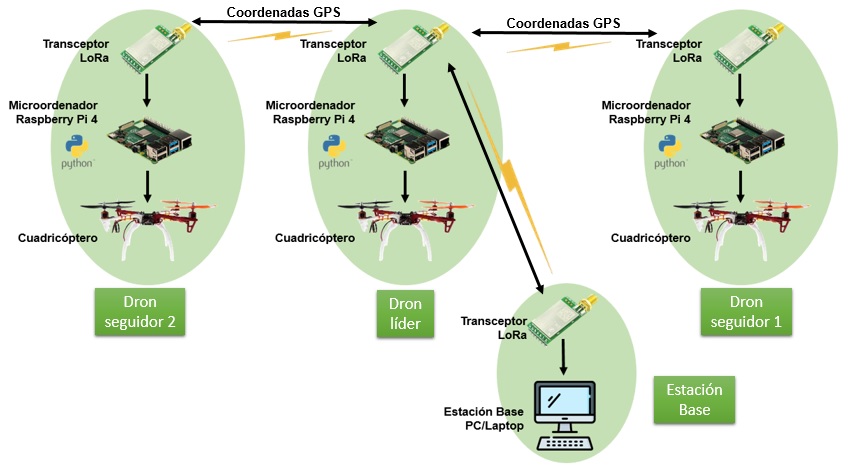 Coordenadas GPS
Coordenadas GPS
Transceptor
LoRa
Transceptor
LoRa
Transceptor
LoRa
Microordenador
Raspberry Pi 4
Microordenador
Raspberry Pi 4
Microordenador
Raspberry Pi 4
python
python
python
Cuadricóptero
Cuadricóptero
Cuadricóptero
Dron
seguidor 2
Dron
líder
Dron
seguidor 1
Transceptor
LoRa
Estación Base
PC/Laptop
Estación
Base